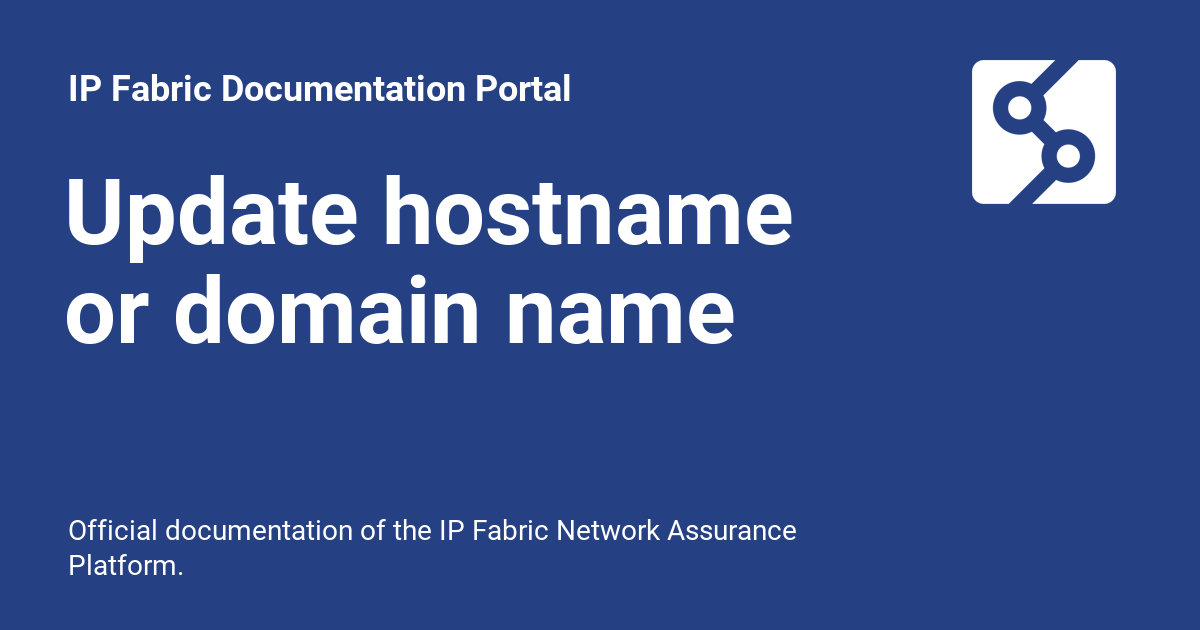 IP Fabric Documentation Portal
Update hostname
or domain name
Official documentation of the IP Fabric Network Assurance
Platform.